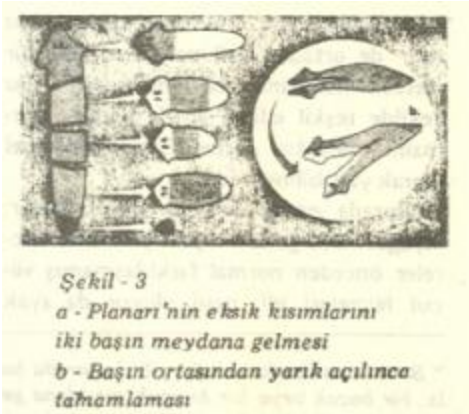 Şekil - 3
a - Planari'nin eksik kısımlarını
iki başın meydana gelmesi
b - Başın ortasından yarık açılınca
tamamlaması